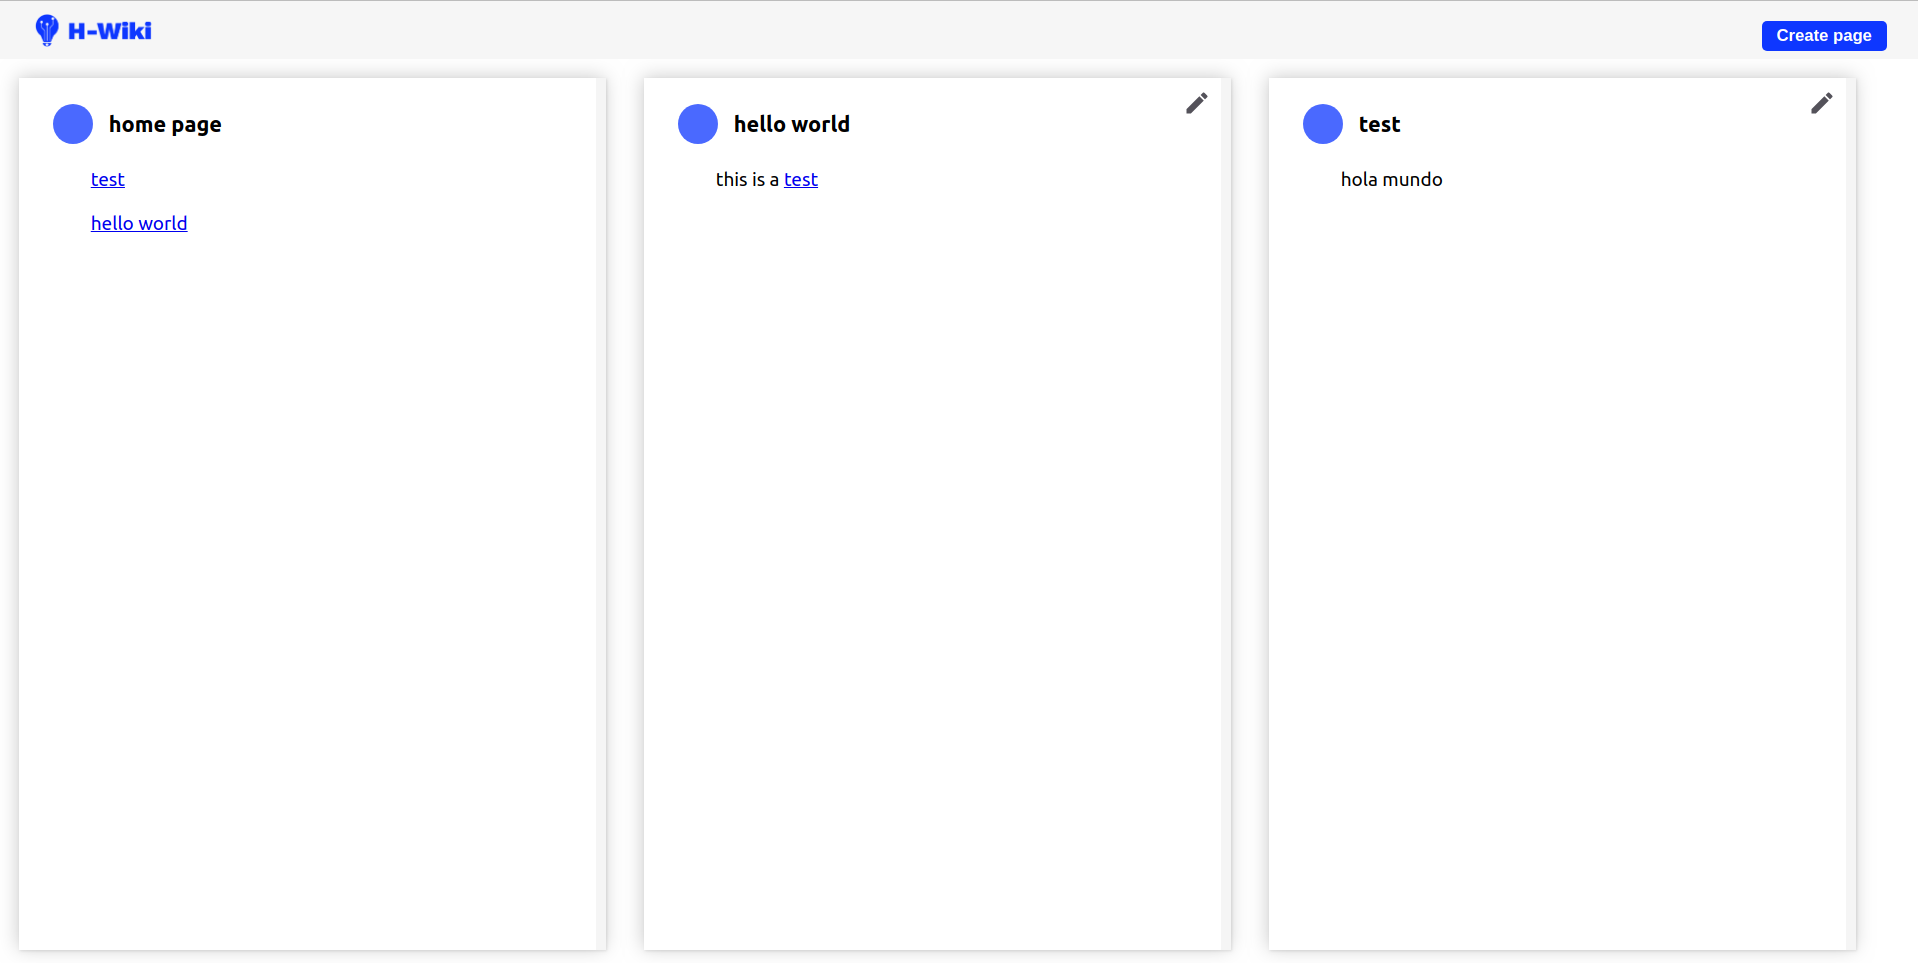 H-Wiki
Create page
home page
test
hello world
hello world
this is a test
test
hola mundo